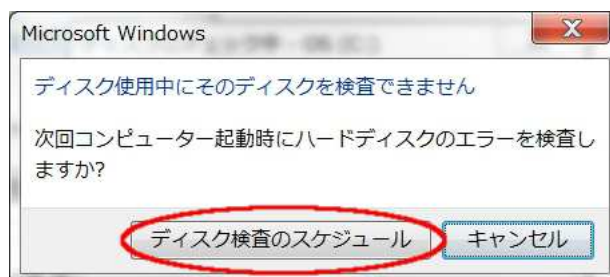 Microsoft Windows
ディスク使用中にそのディスクを検査できません
次回コンピューター起動時にハードディスクのエラーを検査し
ますか?
ディスク検査のスケジュール
キャンセル